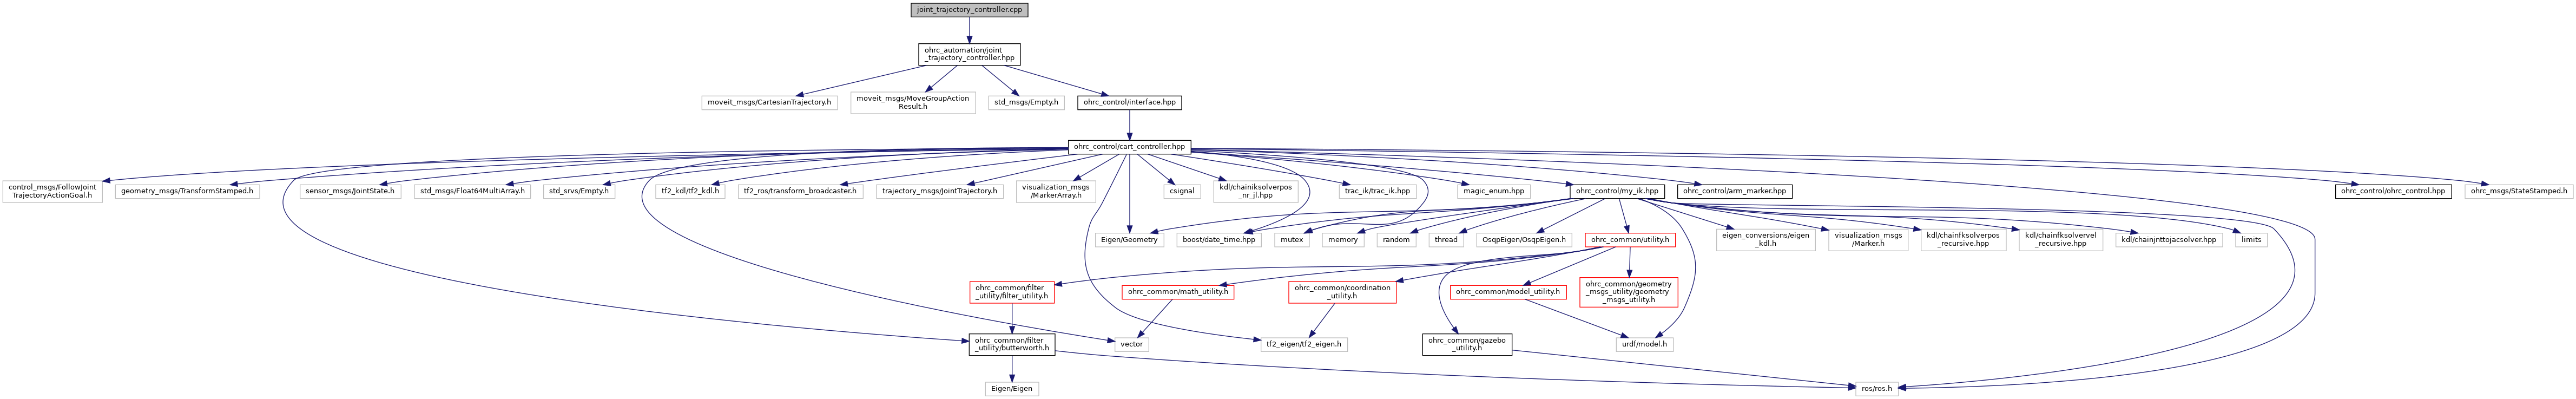 joint_trajectory_controller.cpp
ohrc_automation/joint
_trajectory_controller.hpp
moveit_msgs/CartesianTrajectory.h
moveit_msgs/MoveGroupAction
Result.h
std_msgs/Empty.h
ohrc_control/interface.hpp
ohrc_control/cart_controller.hpp
control_msgs/FollowJoint
TrajectoryActionGoal.h
geometry_msgs/TransformStamped.h
sensor_msgs/JointState.h
std_msgs/Float64MultiArray.h
std_srvs/Empty.h
tf2_kdl/tf2_kdl.h
tf2_ros/transform_broadcaster.h
trajectory_msgs/JointTrajectory.h
visualization_msgs
/MarkerArray.h
csignal
kdl/chainiksolverpos
_nr_jl.hpp
trac_ik/trac_ik.hpp
magic_enum.hpp
ohrc_control/my_ik.hpp
ohrc_control/arm_marker.hpp
ohrc_control/ohrc_control.hpp
ohrc_msgs/StateStamped.h
Eigen/Geometry
boost/date_time.hpp
mutex
memory
random
thread
OsqpEigen/OsqpEigen.h
ohrc_common/utility.h
eigen_conversions/eigen
_kdl.h
visualization_msgs
/Marker.h
kdl/chainfksolverpos
_recursive.hpp
kdl/chainfksolvervel
_recursive.hpp
kdl/chainjnttojacsolver.hpp
limits
ohrc_common/filter
_utility/filter_utility.h
ohrc_common/math_utility.h
ohrc_common/coordination
_utility.h
ohrc_common/model_utility.h
ohrc_common/geometry
_msgs_utility/geometry
_msgs_utility.h
ohrc_common/filter
_utility/butterworth.h
vector
tf2_eigen/tf2_eigen.h
ohrc_common/gazebo
_utility.h
urdf/model.h
Eigen/Eigen
ros/ros.h